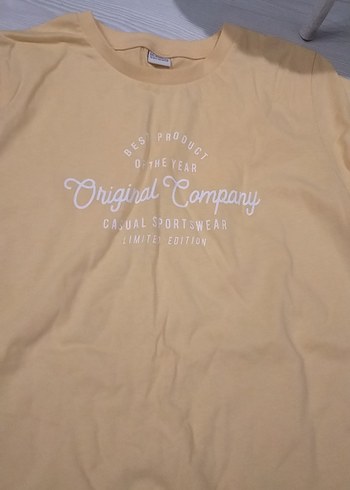 BEST PRODUCT
OF THE YEAR
Original Company
CASUAL SPORTSWEAR
LIMITED EDITION